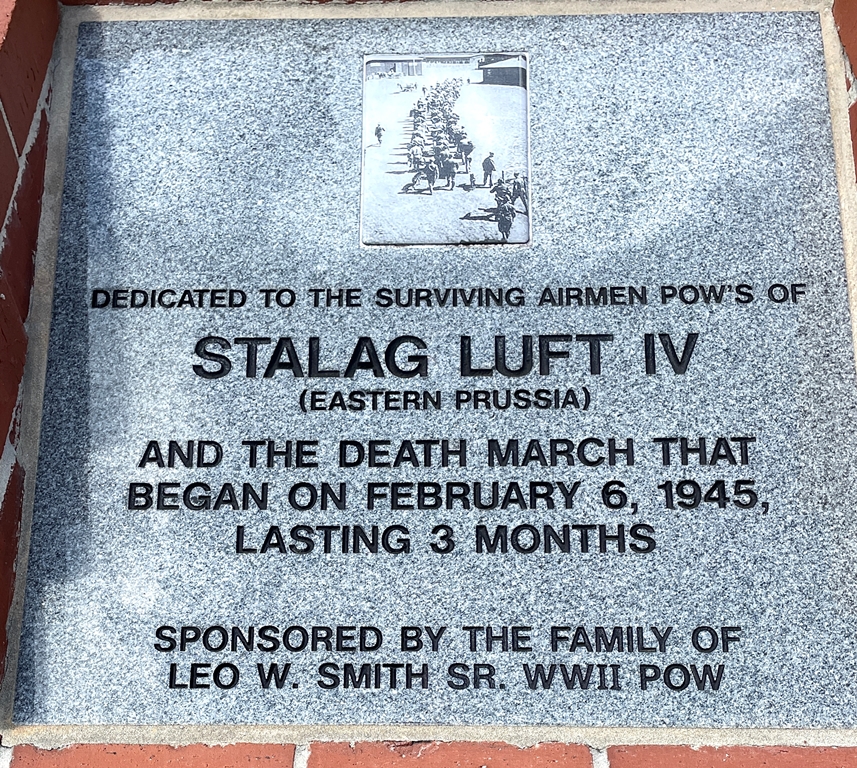 DEDICATED TO THE SURVIVING AIRMEN POW'S OF
STALAG LUFT IV
(EASTERN PRUSSIA)
AND THE DEATH MARCH THAT
BEGAN ON FEBRUARY 6, 1945,
LASTING 3 MONTHS
SPONSORED BY THE FAMILY OF
LEO W. SMITH SR. WWII POW